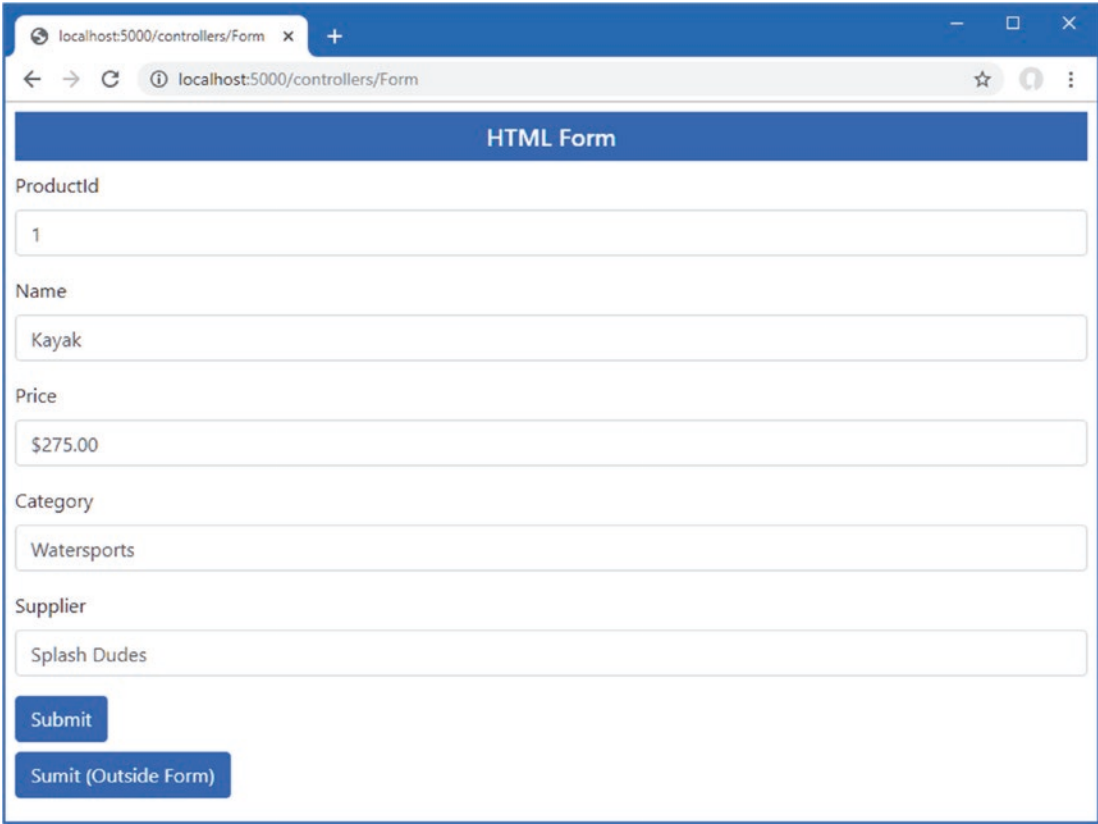 localhost:5000/controllers/Form
localhost:5000/controllers/Form
HTML Form
ProductId
1
Name
Kayak
Price
$275.00
Category
Watersports
Supplier
Splash Dudes
Submit
Sumit (Outside Form)